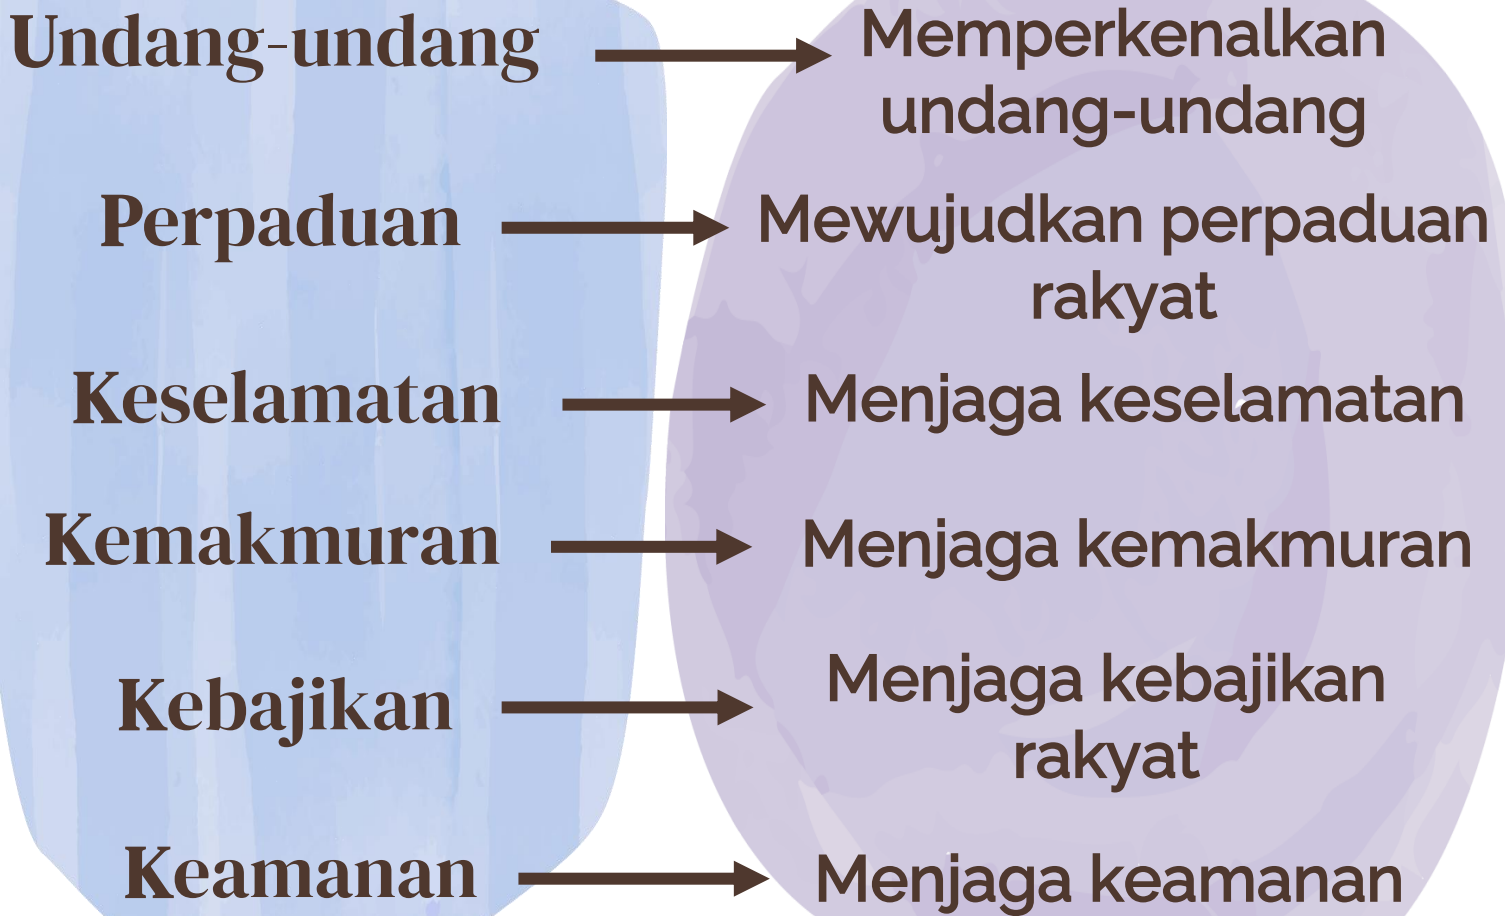 Undang-undang
Memperkenalkan
undang-undang
Perpaduan
Mewujudkan perpaduan
rakyat
Keselamatan
Menjaga keselamatan
Kemakmuran
Menjaga kemakmuran
Kebajikan
Menjaga kebajikan
rakyat
Keamanan
Menjaga keamanan